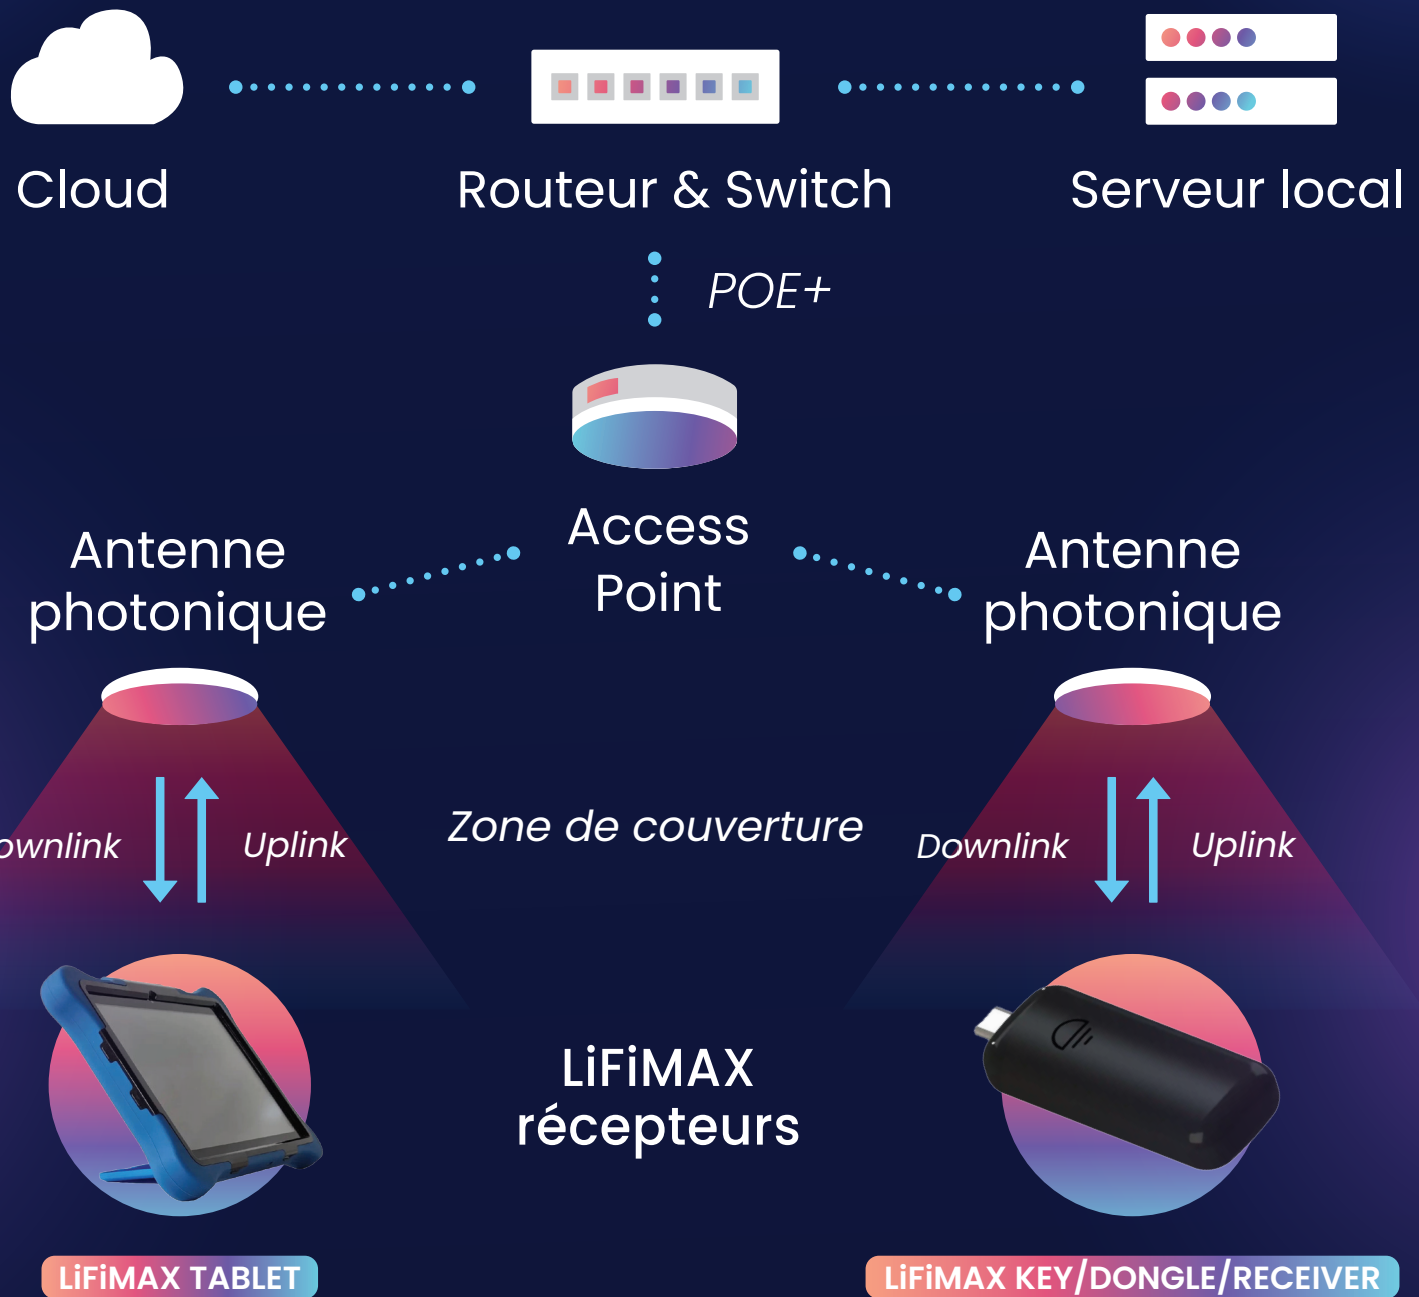 Cloud
Routeur & Switch
Serveur local
POE+
Access
Point
Antenne
photonique
Antenne
photonique
ownlink
Uplink
Zone de couverture
Downlink
Uplink
LiFiMAX
récepteurs
LiFiMAX TABLET
LiFiMAX KEY/DONGLE/RECEIVER